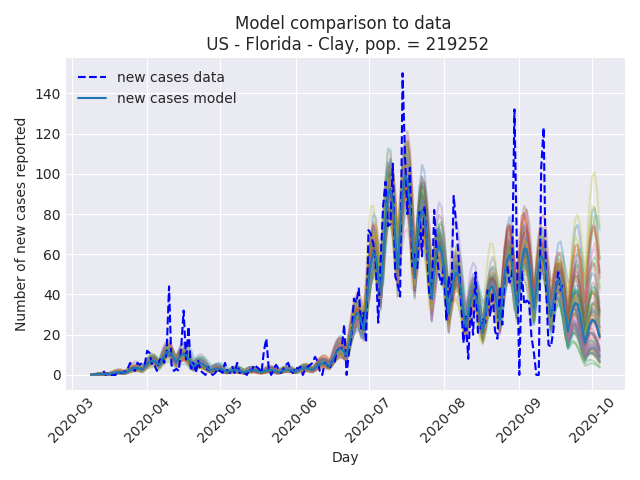 Model comparison to data
US - Florida - Clay, pop. = 219252
new cases data
new cases model
Number of new cases reported
140
120
100
80
60
40
20
0
2020-03
2020-04
2020-05
2020-06
2020-07
2020-08
2020-09
2020-10
Day